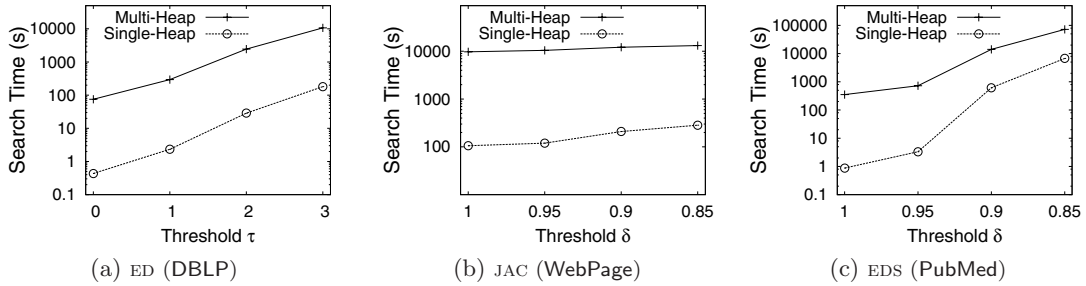 Search Time (s)
10000
1000
100
10
1
0.1
Multi-Heap
Single-Heap
0 1 2 3
Threshold τ
(a) ED (DBLP)
Search Time (s)
10000
1000
100
Multi-Heap
Single-Heap
1 0.95 0.9 0.85
Threshold δ
(b) JAC (WebPage)
Search Time (s)
100000
10000
1000
100
10
1
0.1
Multi-Heap
Single-Heap
1 0.95 0.9 0.85
Threshold δ
(c) EDS (PubMed)